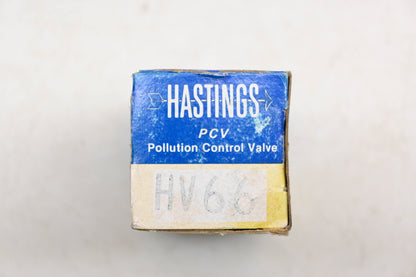 HASTINGS
PCV
Pollution Control Valve
HV66